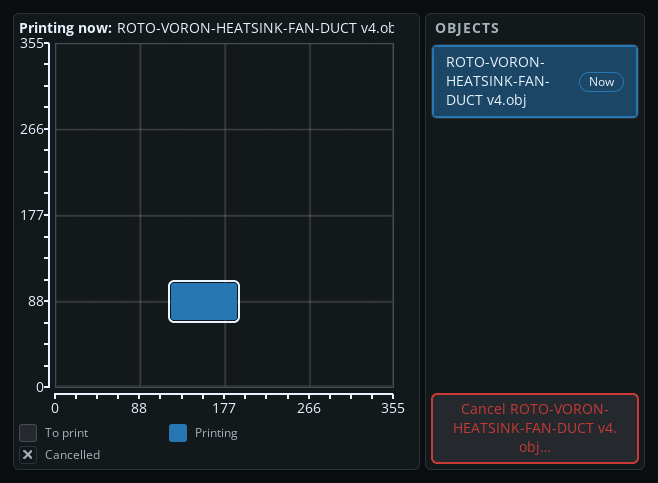 Printing now: ROTO-VORON-HEATSINK-FAN-DUCT v4.ob
355
266
177
88
0
0 88 177 266 355
To print
Printing
Cancelled
OBJECTS
ROTO-VORON-
HEATSINK-FAN-
DUCT v4.obj
Now
Cancel ROTO-VORON-
HEATSINK-FAN-DUCT v4.
obj...